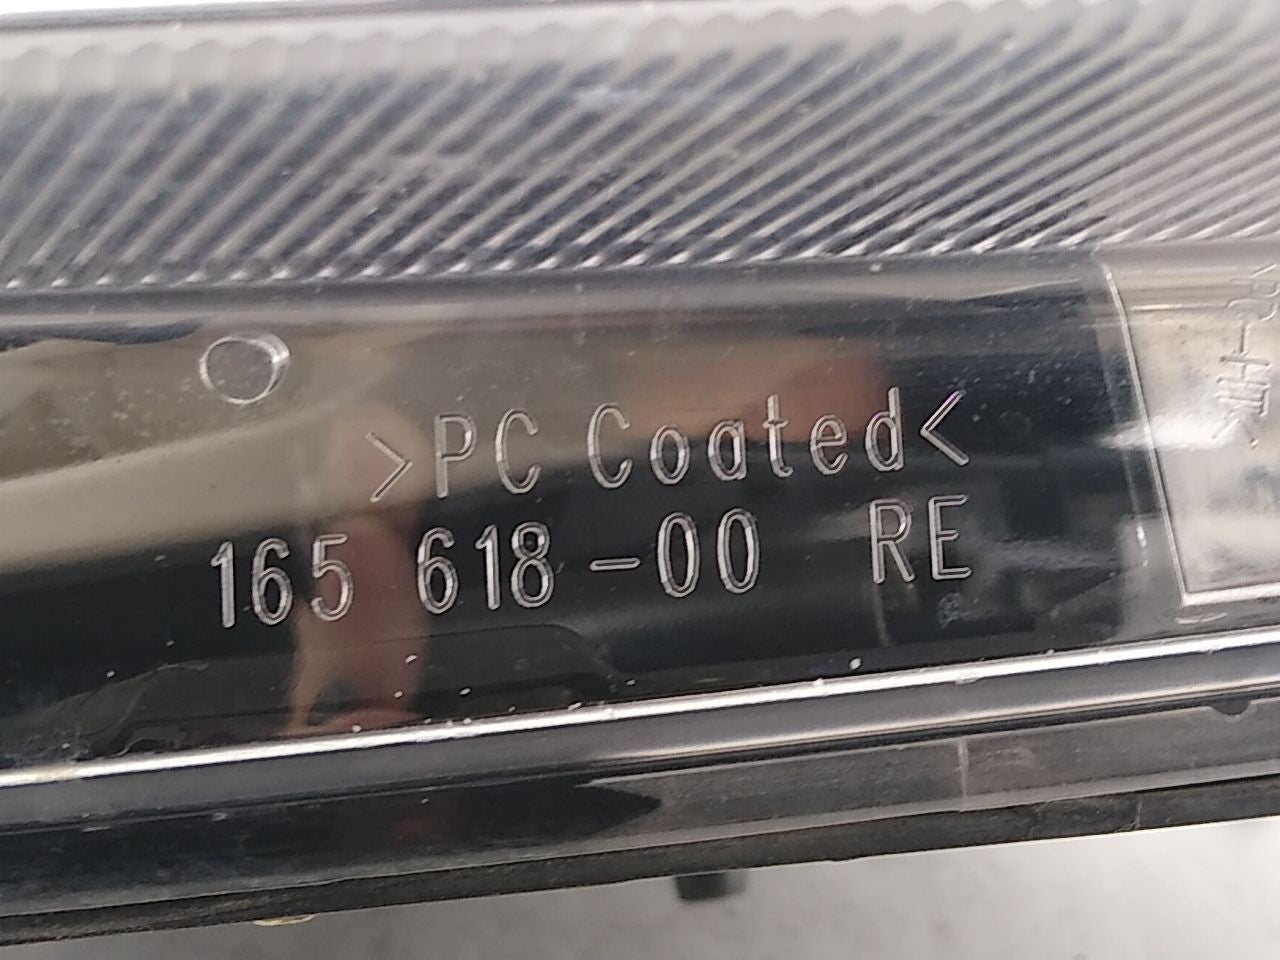 >PC Coated<
165 618-00 RE